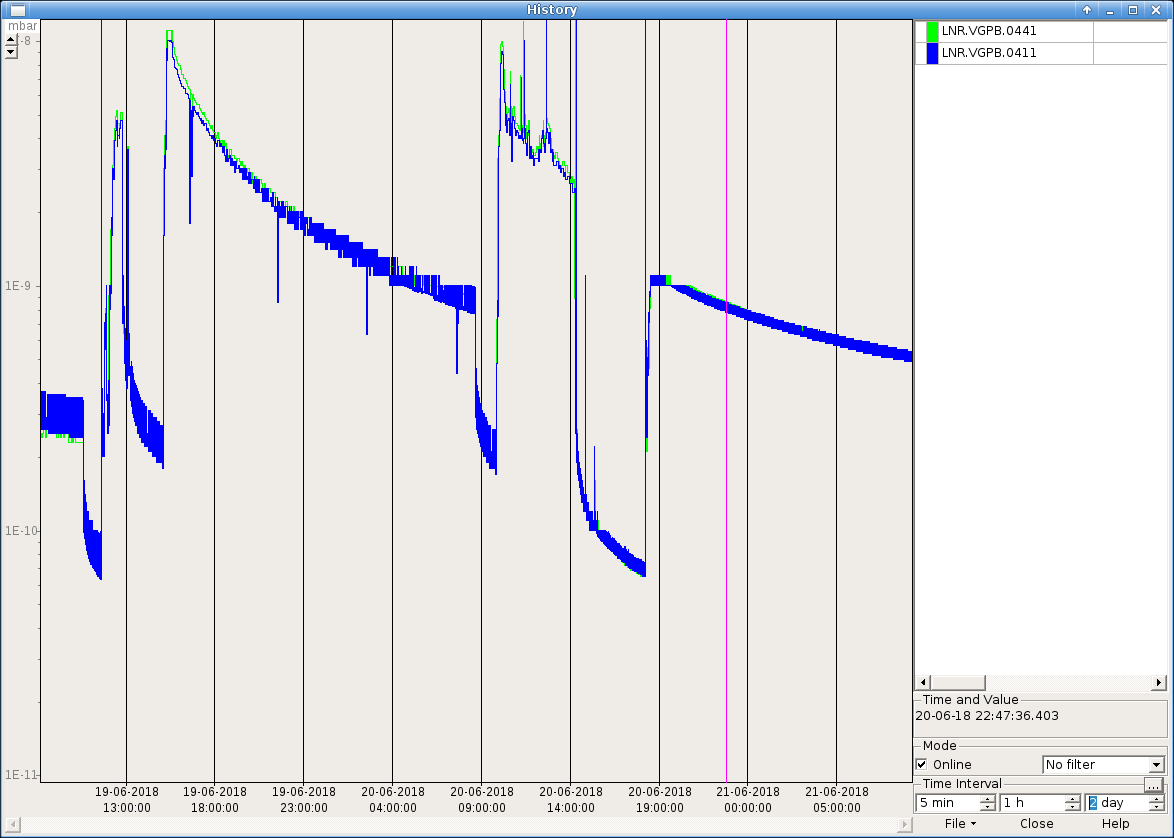 History
mbar
LNR.VGPB.0441
E-8
LNR.VGPB.0411
1E-9
1E-10
1E-11
19-06-2018 19-06-2018 19-06-2018 20-06-2018 20-06-2018 20-06-2018 20-06-2018 21-06-2018 21-06-2018
13:00:00 18:00:00 23:00:00 04:00:00 09:00:00 14:00:00 19:00:00 00:00:00 05:00:00
Time and Value
20-06-18 22:47:36.403
Mode
Online No filter
Time Interval ...
5 min 1 h 2 day
File Close Help